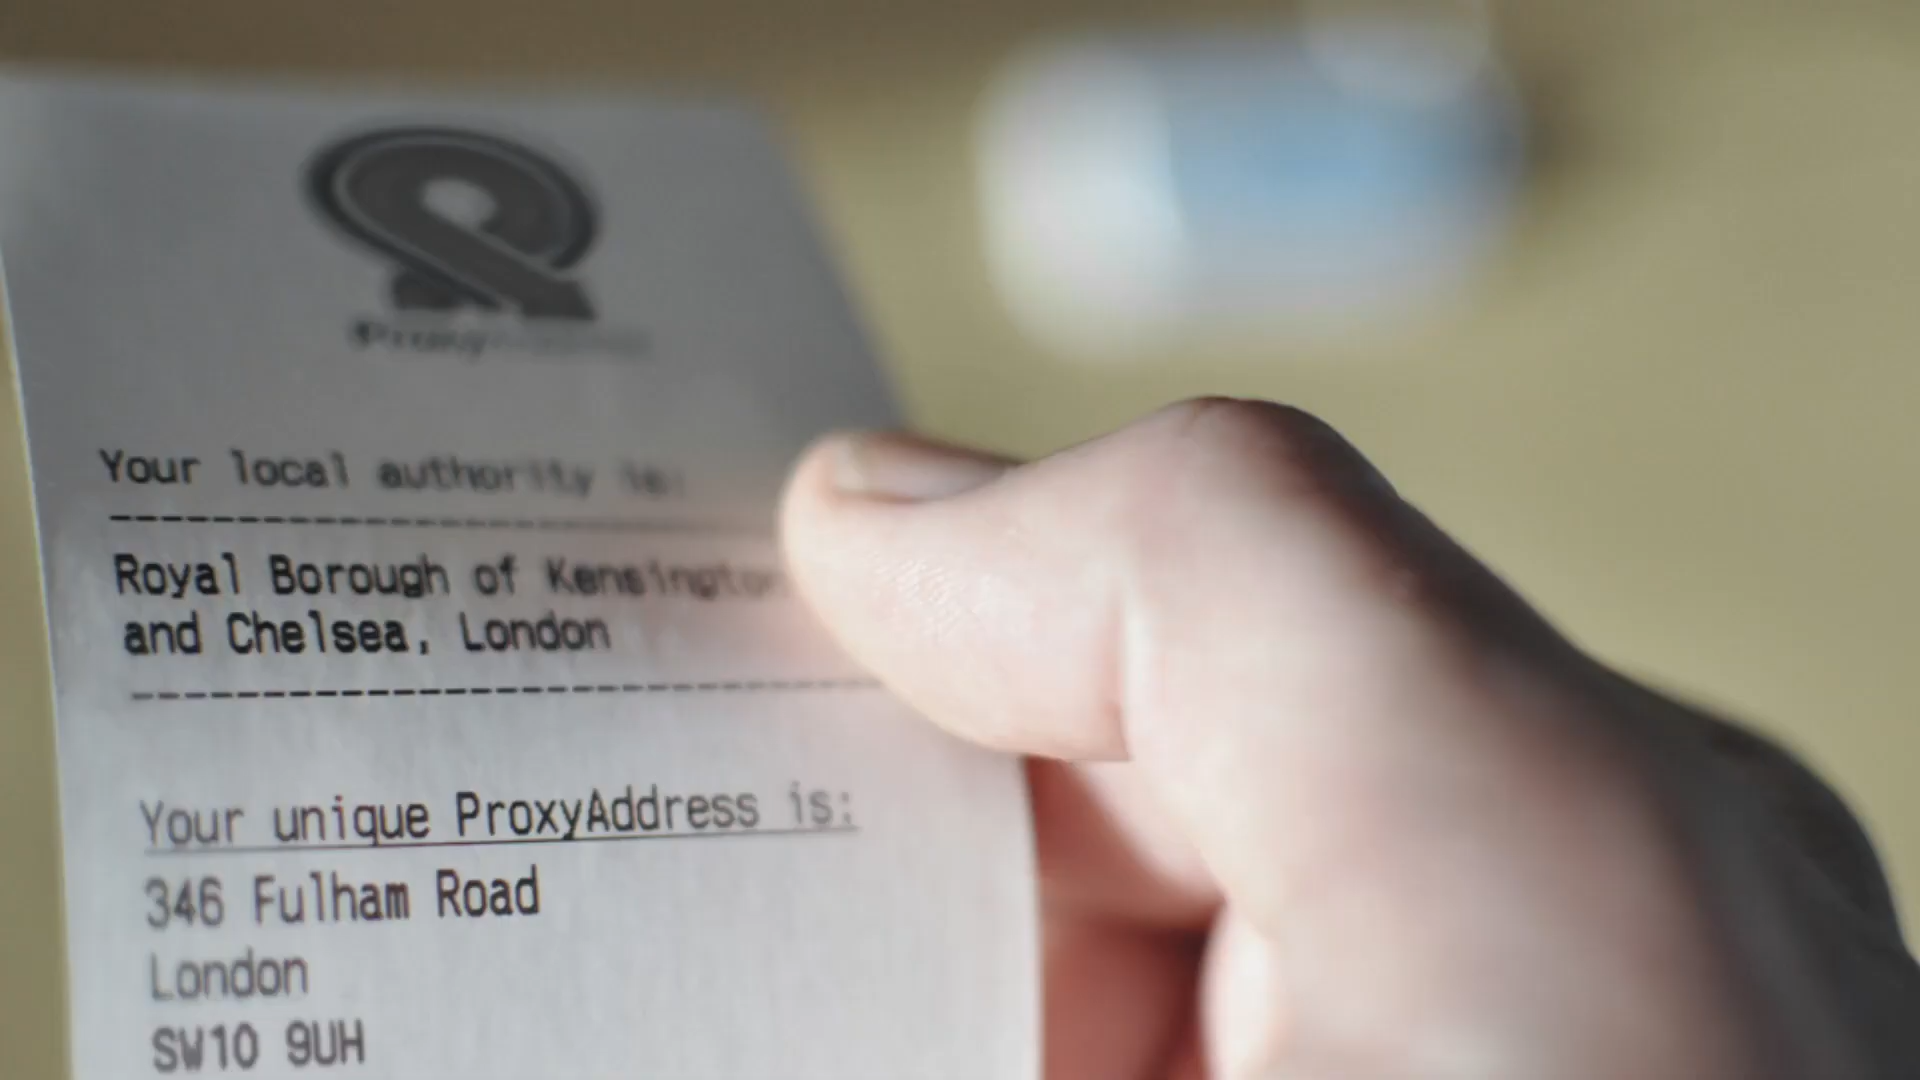 Proxy
Your local authority is:
Royal Borough of Kensington
and Chelsea, London
Your unique ProxyAddress is:
346 Fulham Road
London
SW10 9UH